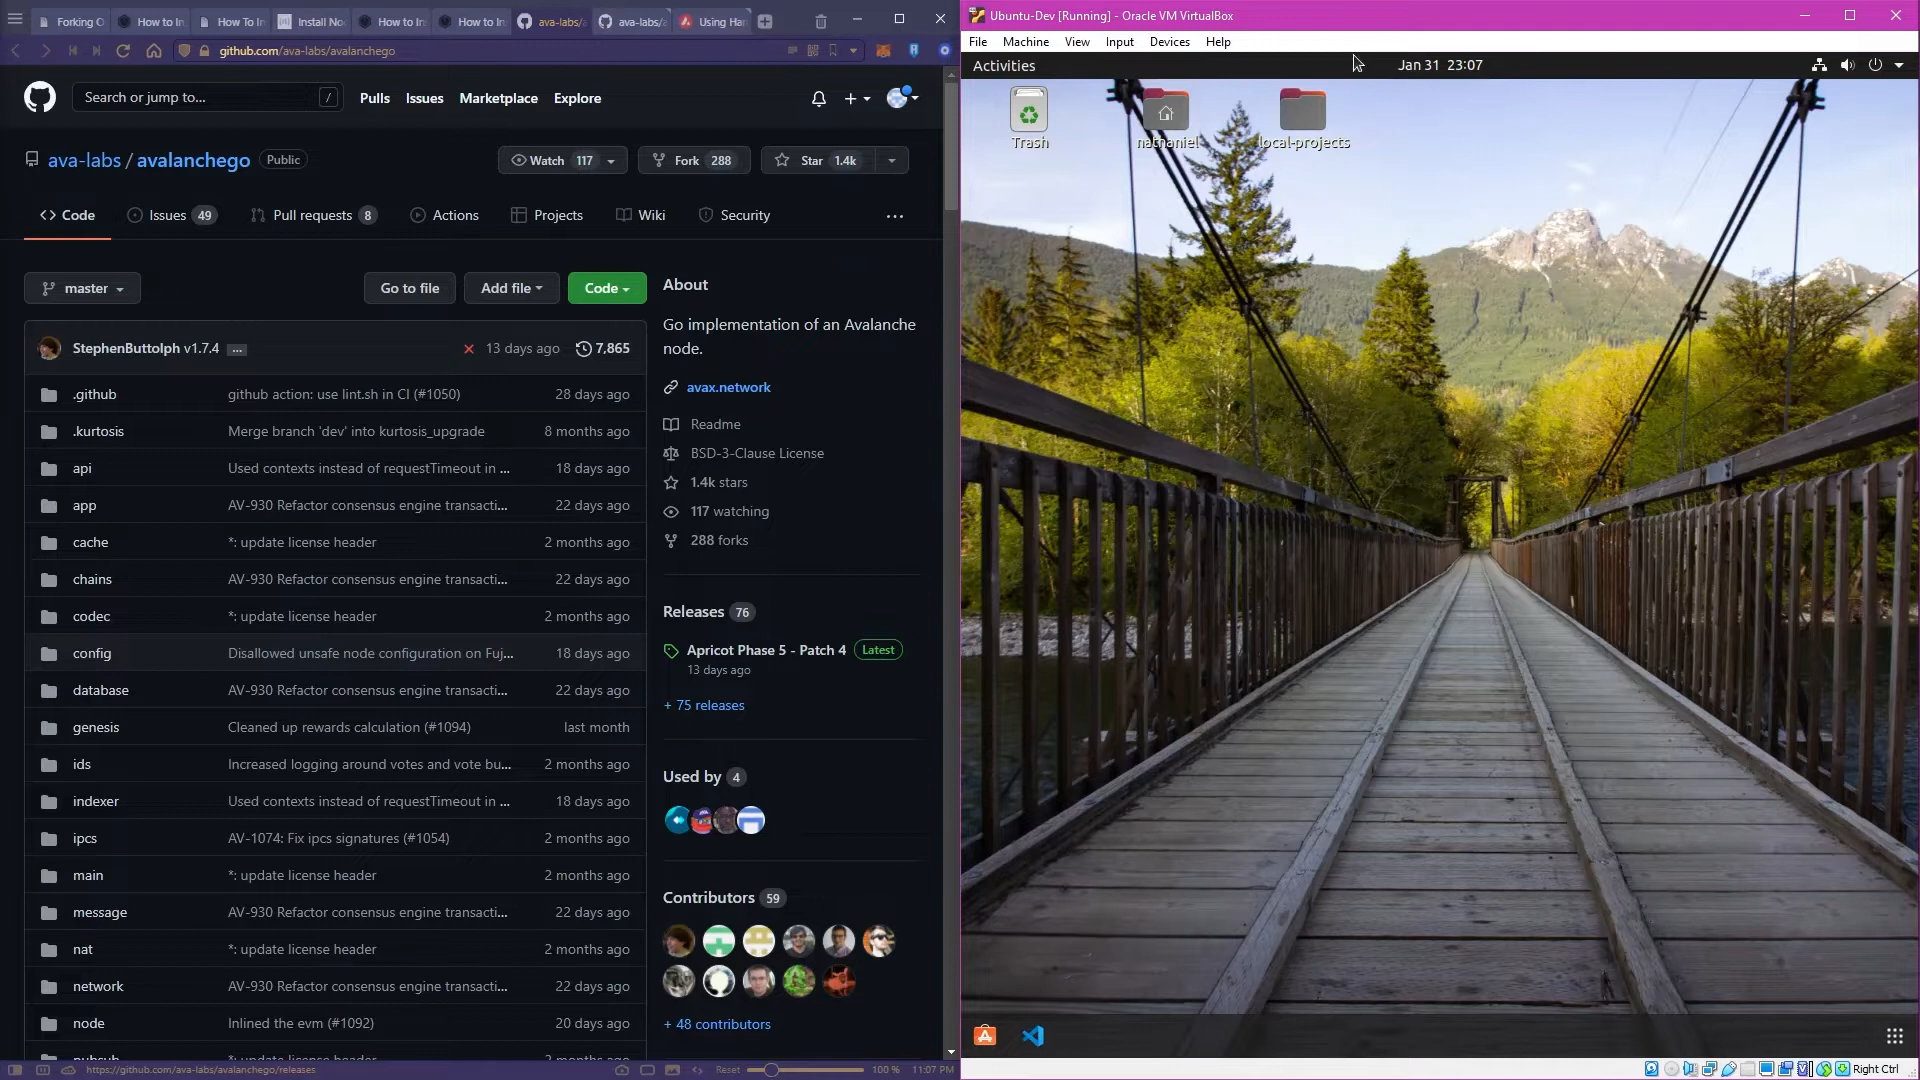 Forking O
How to In
How To In
Install No
How to In
How to In
ava-labs/
ava-labs/a
Using Har
github.com/ava-labs/avalanchego
Search or jump to...
/
Pulls
Issues
Marketplace
Explore
ava-labs / avalanchego
Public
Watch 117
Fork 288
Star 1.4k
Code
Issues 49
Pull requests 8
Actions
Projects
Wiki
Security
...
master
Go to file
Add file
Code
StephenButtolph v1.7.4 ...
13 days ago
7,865
.github
github action: use lint.sh in CI (#1050)
28 days ago
.kurtosis
Merge branch 'dev' into kurtosis_upgrade
8 months ago
api
Used contexts instead of requestTimeout in ...
18 days ago
app
AV-930 Refactor consensus engine transacti...
22 days ago
cache
*: update license header
2 months ago
chains
AV-930 Refactor consensus engine transacti...
22 days ago
codec
*: update license header
2 months ago
config
Disallowed unsafe node configuration on Fuj...
18 days ago
database
AV-930 Refactor consensus engine transacti...
22 days ago
genesis
Cleaned up rewards calculation (#1094)
last month
ids
Increased logging around votes and vote bu...
2 months ago
indexer
Used contexts instead of requestTimeout in ...
18 days ago
ipcs
AV-1074: Fix ipcs signatures (#1054)
2 months ago
main
*: update license header
2 months ago
message
AV-930 Refactor consensus engine transacti...
22 days ago
nat
*: update license header
2 months ago
network
AV-930 Refactor consensus engine transacti...
22 days ago
node
Inlined the evm (#1092)
20 days ago
pubsub
*: update license header
2 months ago
About
Go implementation of an Avalanche
node.
avax.network
Readme
BSD-3-Clause License
1.4k stars
117 watching
288 forks
Releases 76
Apricot Phase 5 - Patch 4
Latest
13 days ago
+ 75 releases
Used by 4
Contributors 59
+ 48 contributors
https://github.com/ava-labs/avalanchego/releases
Reset
100 %
11:07 PM
Ubuntu-Dev [Running] - Oracle VM VirtualBox
File
Machine
View
Input
Devices
Help
Activities
Jan 31 23:07
Trash
nathaniel
local-projects
Right Ctrl